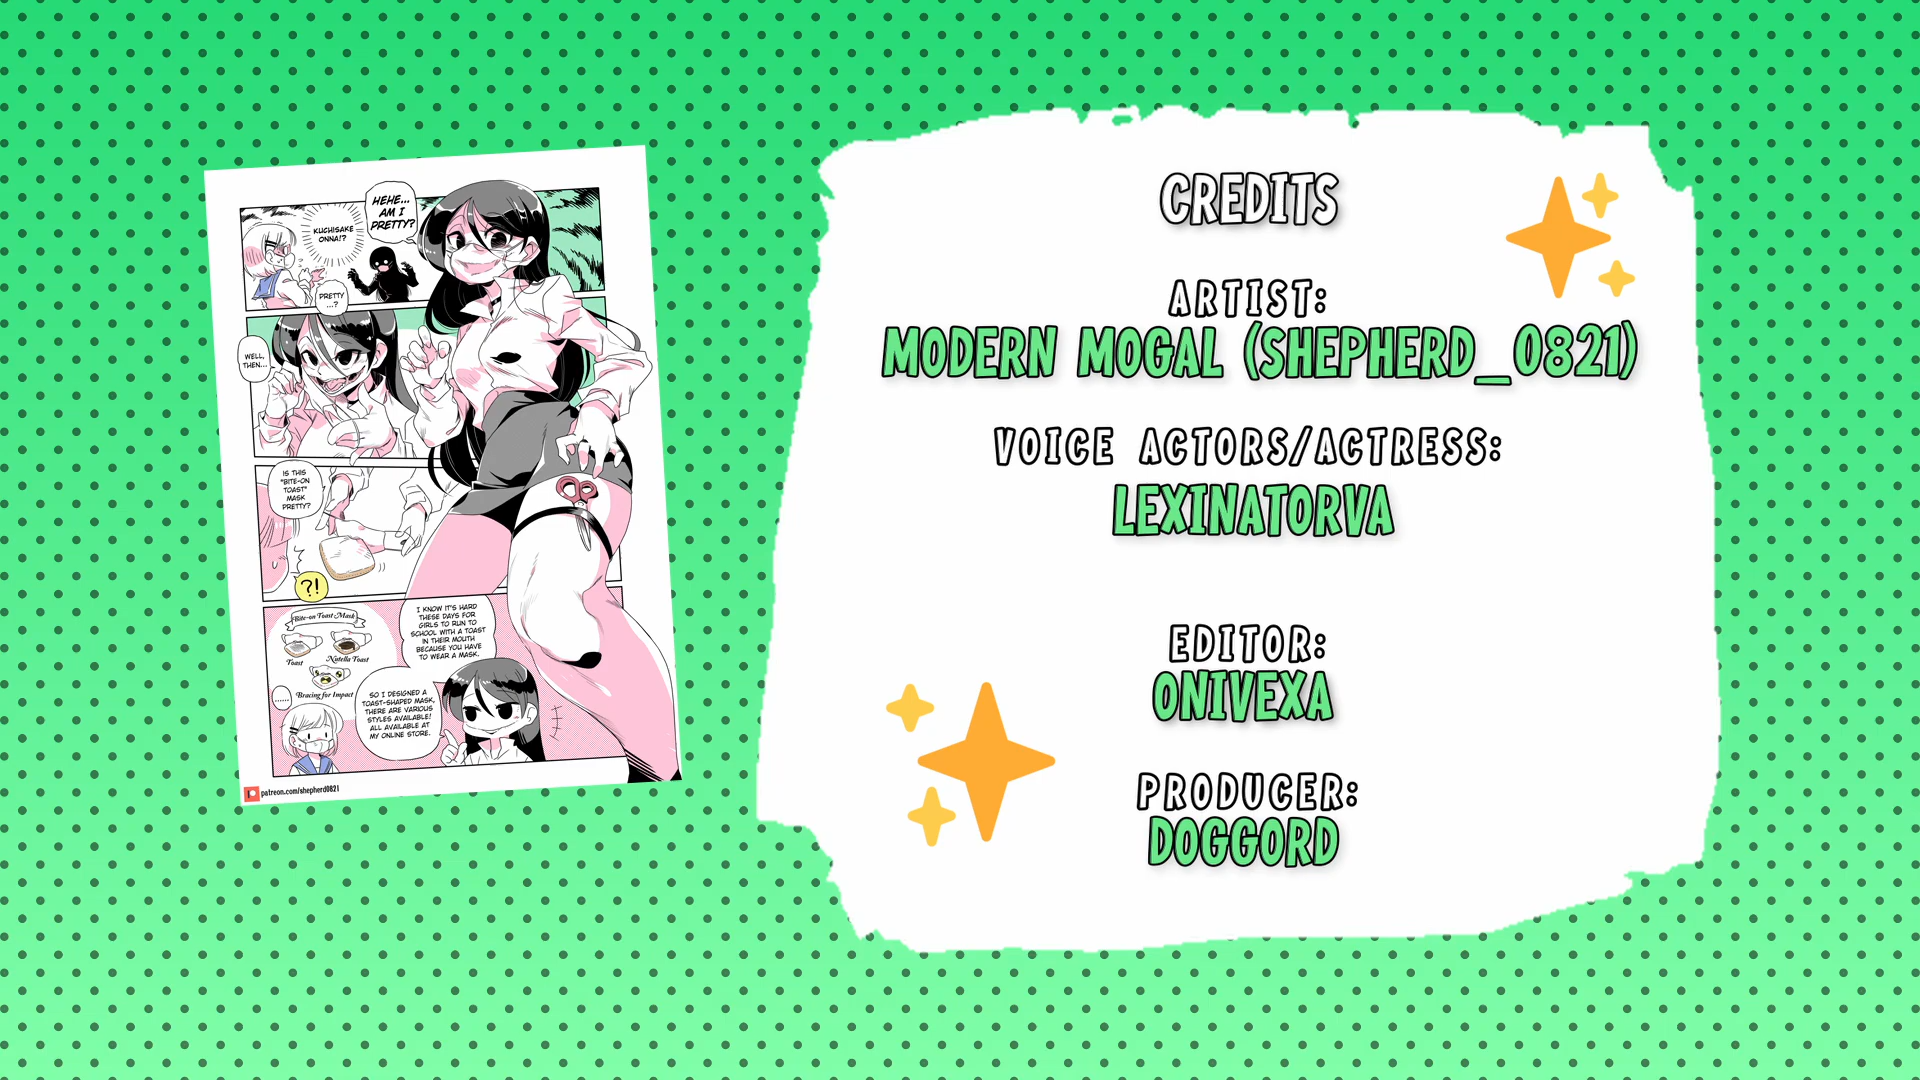 HEHE...
AM I
PRETTY?
KUCHISAKE
ONNA!?
PRETTY
...?
WELL,
THEN...
IS THIS
"BITE-ON
TOAST"
MASK
PRETTY?
?!
Bite-on Toast Mask
Toast
Nutella Toast
Bracing for Impact
I KNOW IT'S HARD
THESE DAYS FOR
GIRLS TO RUN TO
SCHOOL WITH A TOAST
IN THEIR MOUTH
BECAUSE YOU HAVE
TO WEAR A MASK.
SO I DESIGNED A
TOAST-SHAPED MASK.
THERE ARE VARIOUS
STYLES AVAILABLE!
ALL AVAILABLE AT
MY ONLINE STORE.
......
patreon.com/shepherd0821
CREDITS
ARTIST:
MODERN MOGAL (SHEPHERD_0821)
VOICE ACTORS/ACTRESS:
LEXINATORVA
EDITOR:
ONIVEXA
PRODUCER:
DOGGORD